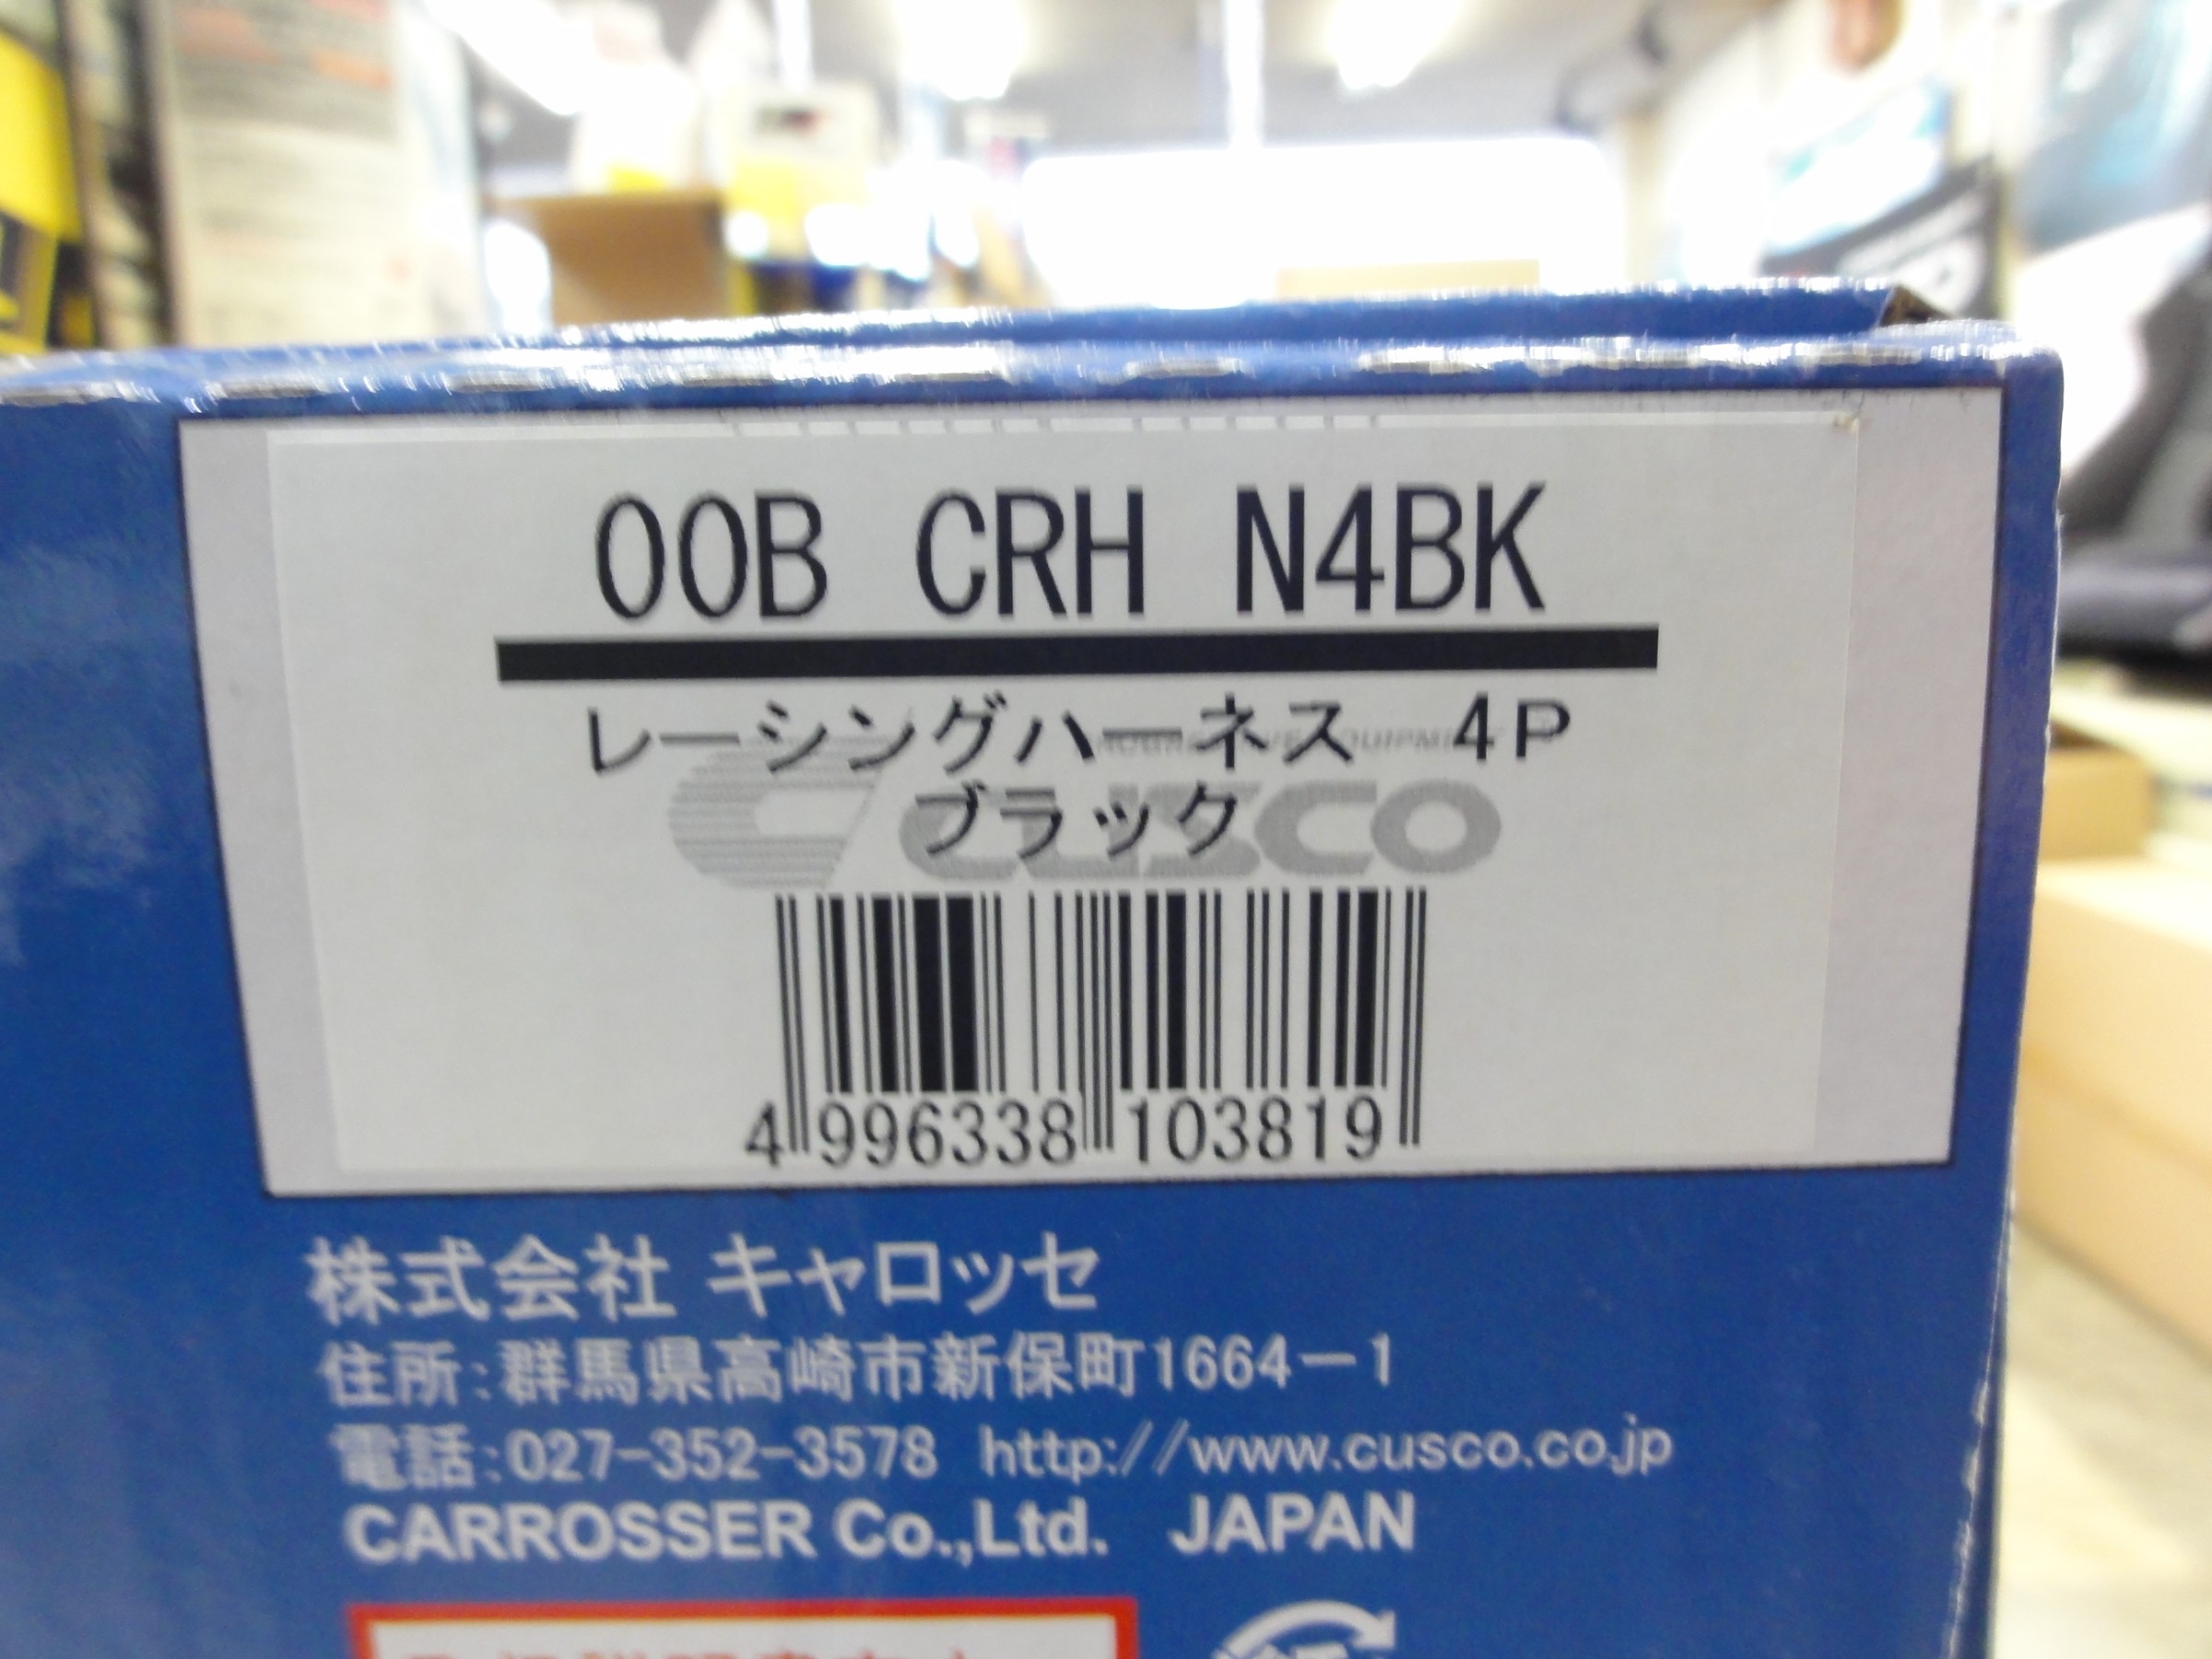 00B CRH N4BK
レーシングハーネス 4P
ブラック
CUSCO
4 996338 103819
株式会社 キャロッセ
住所:群馬県高崎市新保町1664-1
電話:027-352-3578 http://www.cusco.co.jp
CARROSSER Co.,Ltd. JAPAN